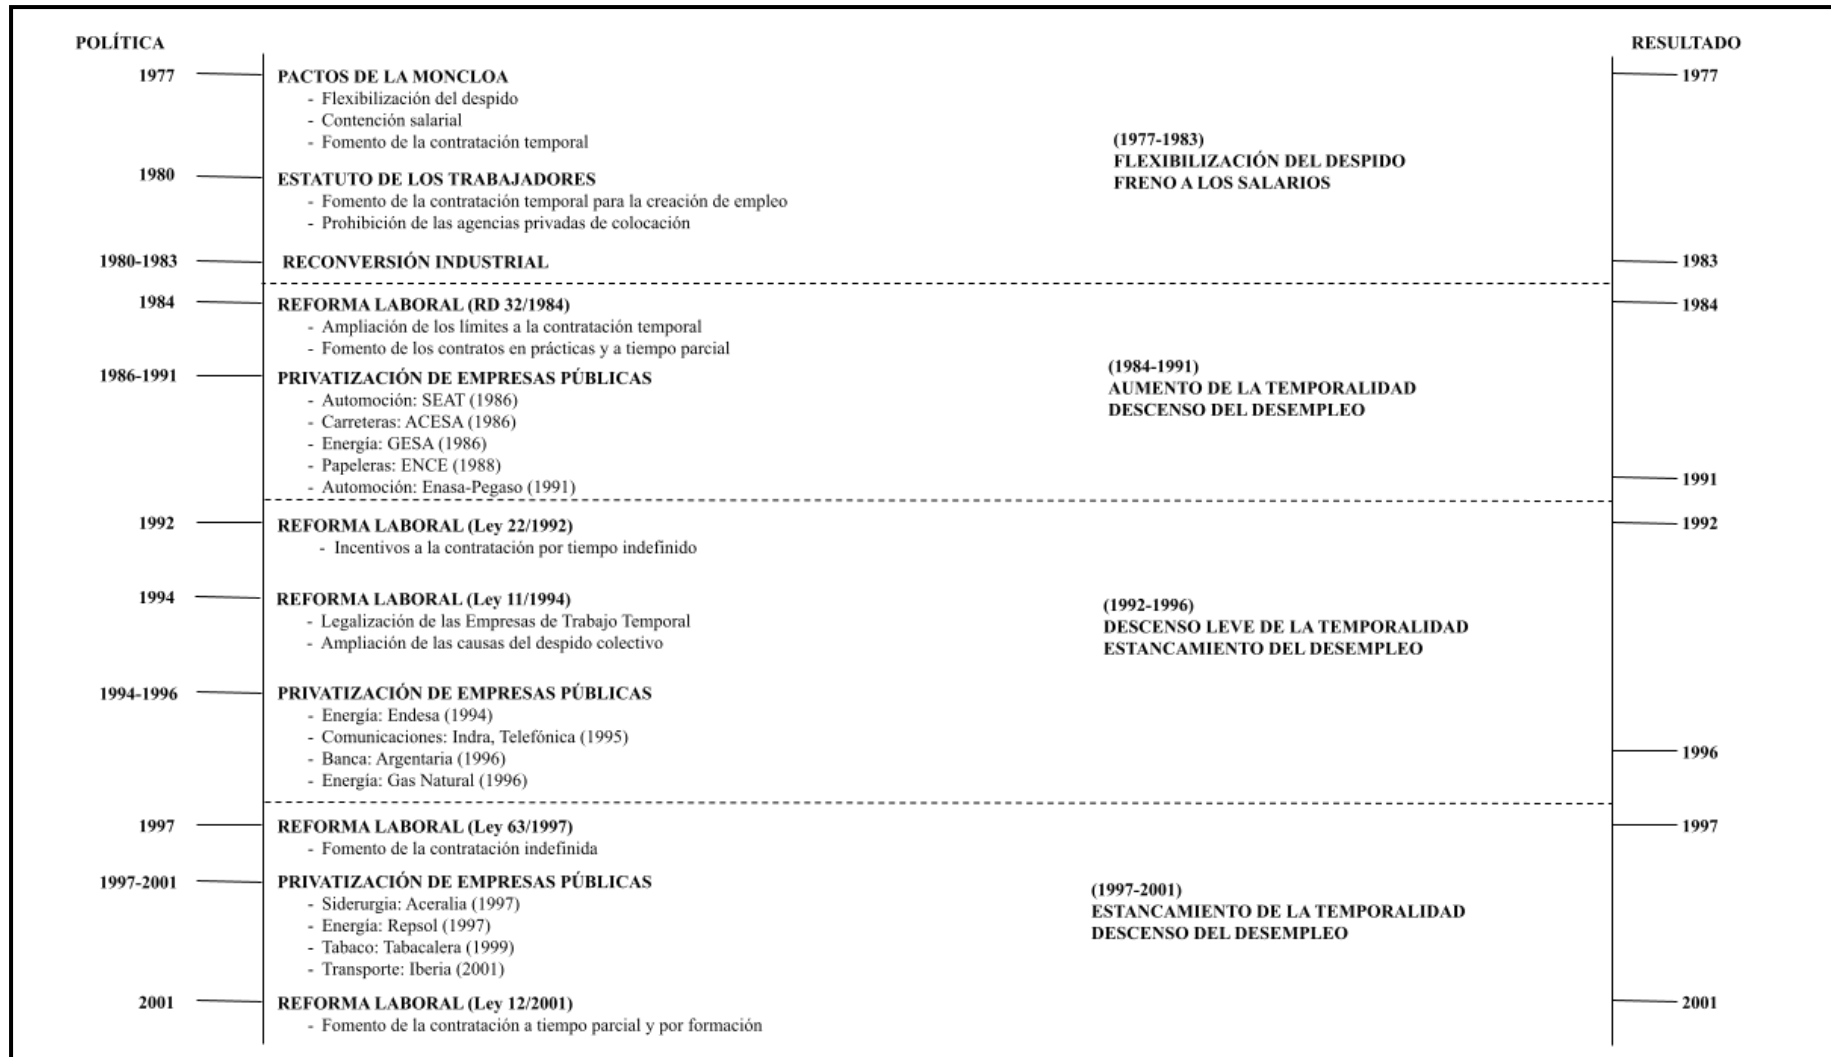 POLÍTICA
RESULTADO
1977
PACTOS DE LA MONCLOA
- Flexibilización del despido
- Contención salarial
- Fomento de la contratación temporal
1977
(1977-1983)
FLEXIBILIZACIÓN DEL DESPIDO
FRENO A LOS SALARIOS
1980
ESTATUTO DE LOS TRABAJADORES
- Fomento de la contratación temporal para la creación de empleo
- Prohibición de las agencias privadas de colocación
1980-1983
RECONVERSIÓN INDUSTRIAL
1983
1984
REFORMA LABORAL (RD 32/1984)
- Ampliación de los límites a la contratación temporal
- Fomento de los contratos en prácticas y a tiempo parcial
1984
1986-1991
PRIVATIZACIÓN DE EMPRESAS PÚBLICAS
- Automoción: SEAT (1986)
- Carreteras: ACESA (1986)
- Energía: GESA (1986)
- Papeleras: ENCE (1988)
- Automoción: Enasa-Pegaso (1991)
(1984-1991)
AUMENTO DE LA TEMPORALIDAD
DESCENSO DEL DESEMPLEO
1991
1992
REFORMA LABORAL (Ley 22/1992)
- Incentivos a la contratación por tiempo indefinido
1992
1994
REFORMA LABORAL (Ley 11/1994)
- Legalización de las Empresas de Trabajo Temporal
- Ampliación de las causas del despido colectivo
(1992-1996)
DESCENSO LEVE DE LA TEMPORALIDAD
ESTANCAMIENTO DEL DESEMPLEO
1994-1996
PRIVATIZACIÓN DE EMPRESAS PÚBLICAS
- Energía: Endesa (1994)
- Comunicaciones: Indra, Telefónica (1995)
- Banca: Argentaria (1996)
- Energía: Gas Natural (1996)
1996
1997
REFORMA LABORAL (Ley 63/1997)
- Fomento de la contratación indefinida
1997
1997-2001
PRIVATIZACIÓN DE EMPRESAS PÚBLICAS
- Siderurgia: Aceralia (1997)
- Energía: Repsol (1997)
- Tabaco: Tabacalera (1999)
- Transporte: Iberia (2001)
(1997-2001)
ESTANCAMIENTO DE LA TEMPORALIDAD
DESCENSO DEL DESEMPLEO
2001
REFORMA LABORAL (Ley 12/2001)
- Fomento de la contratación a tiempo parcial y por formación
2001